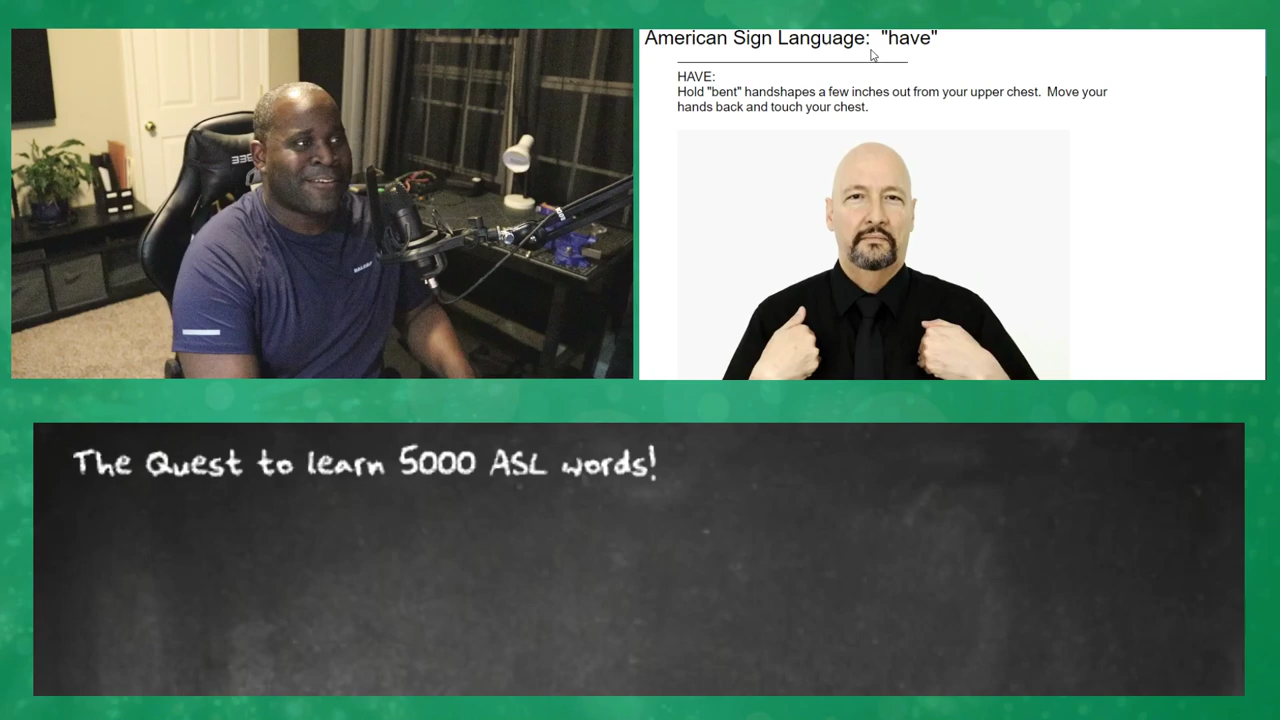 American Sign Language: "have"
HAVE:
Hold "bent" handshapes a few inches out from your upper chest. Move your
hands back and touch your chest.
The Quest to learn 5000 ASL words!